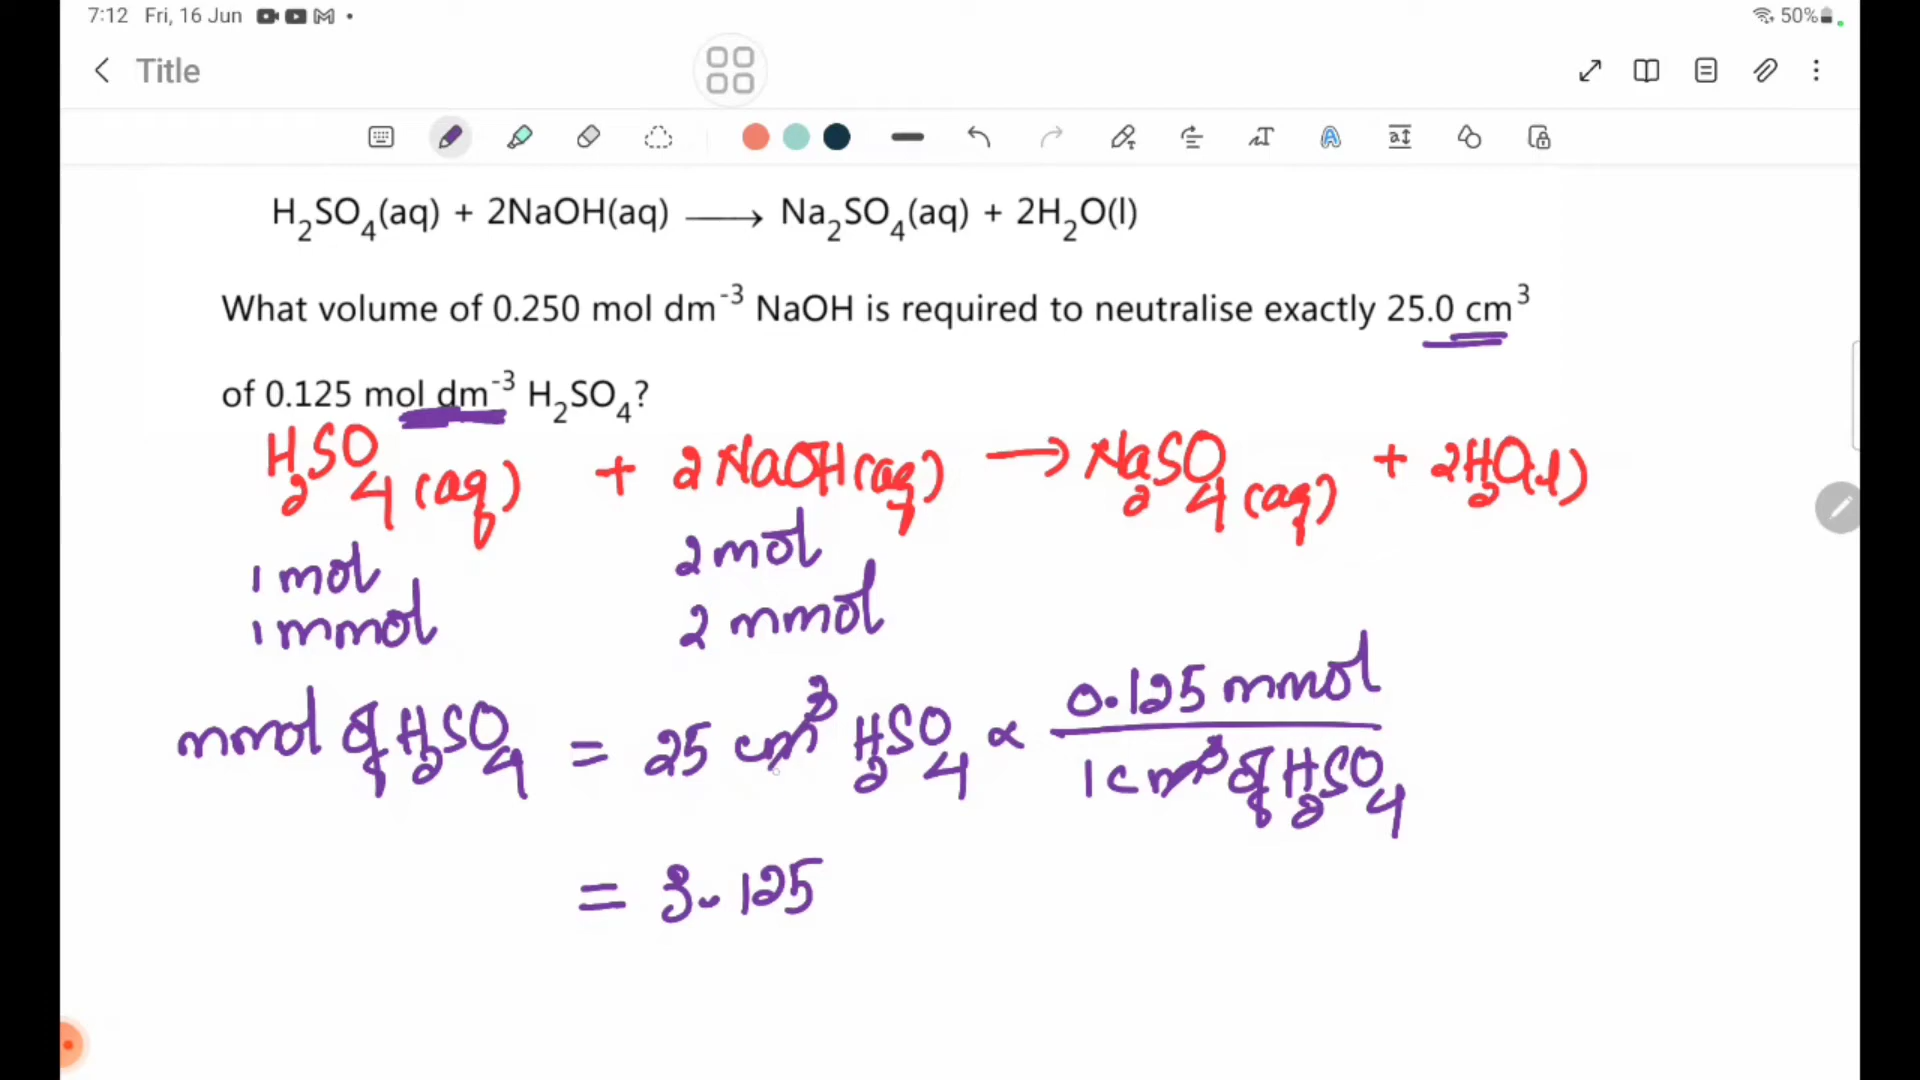 7:12 Fri, 16 Jun
50%
Title
H₂SO₄(aq) + 2NaOH(aq) ⟶ Na₂SO₄(aq) + 2H₂O(l)
What volume of 0.250 mol dm⁻³ NaOH is required to neutralise exactly 25.0 cm³
of 0.125 mol dm⁻³ H₂SO₄?
H₂SO₄(aq) + 2NaOH(aq) → Na₂SO₄(aq) + 2H₂O(l)
1 mol 2 mol
1 mmol 2 mmol
mmol of H₂SO₄ = 25 cm³ H₂SO₄ × 0.125 mmol / 1 cm³ of H₂SO₄
= 3.125